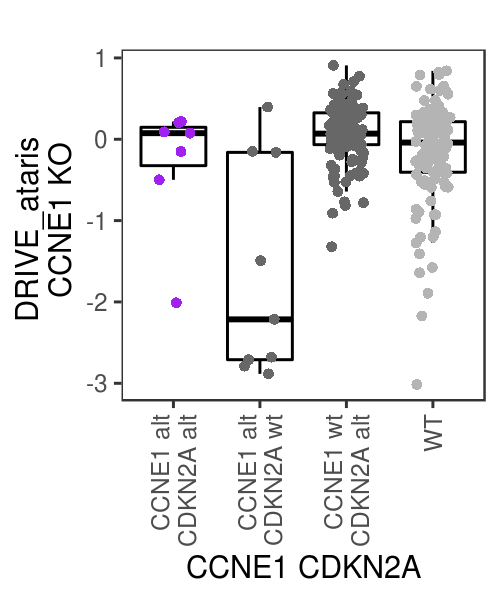 DRIVE_ataris
CCNE1 KO
1
0
-1
-2
-3
CCNE1 alt
CDKN2A alt
CCNE1 alt
CDKN2A wt
CCNE1 wt
CDKN2A alt
WT
CCNE1 CDKN2A